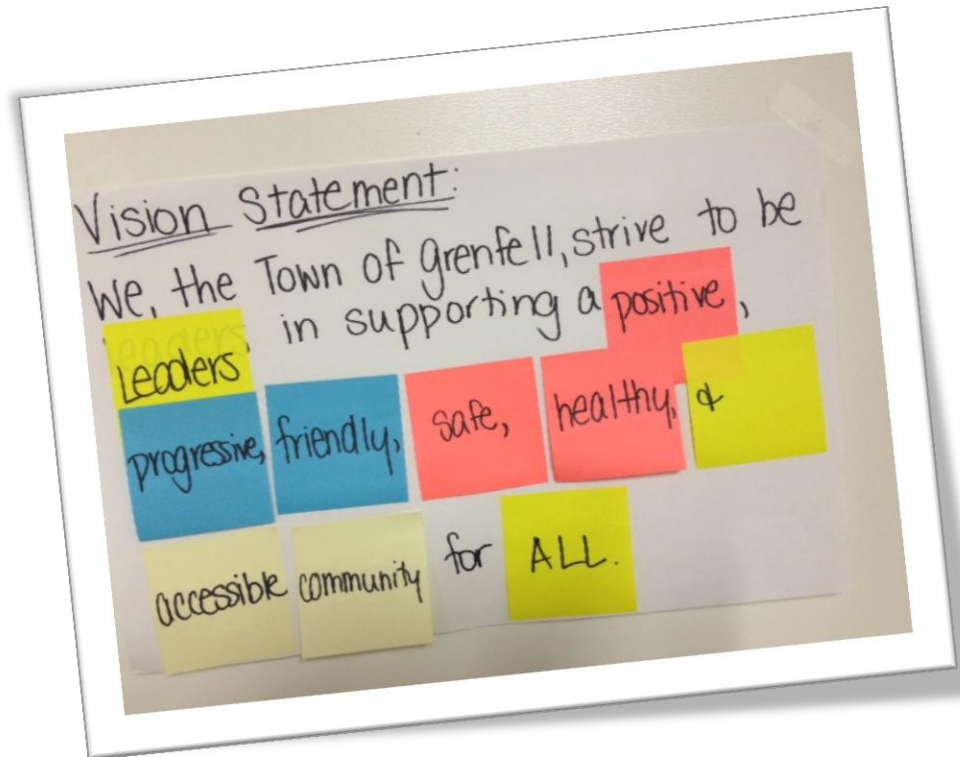 Vision Statement:
We, the Town of Grenfell, strive to be
Leaders in supporting a positive,
progressive, friendly, safe, healthy, &
accessible community for ALL.